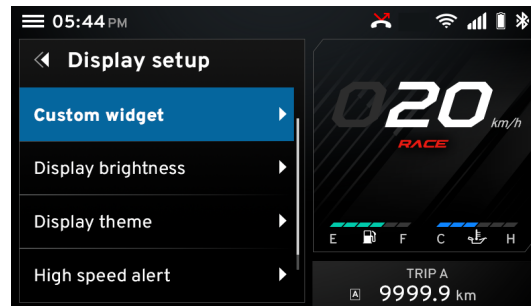 05:44 PM
Display setup
Custom widget
Display brightness
Display theme
High speed alert
020 km/h
RACE
E F C H
TRIP A
A 9999.9 km